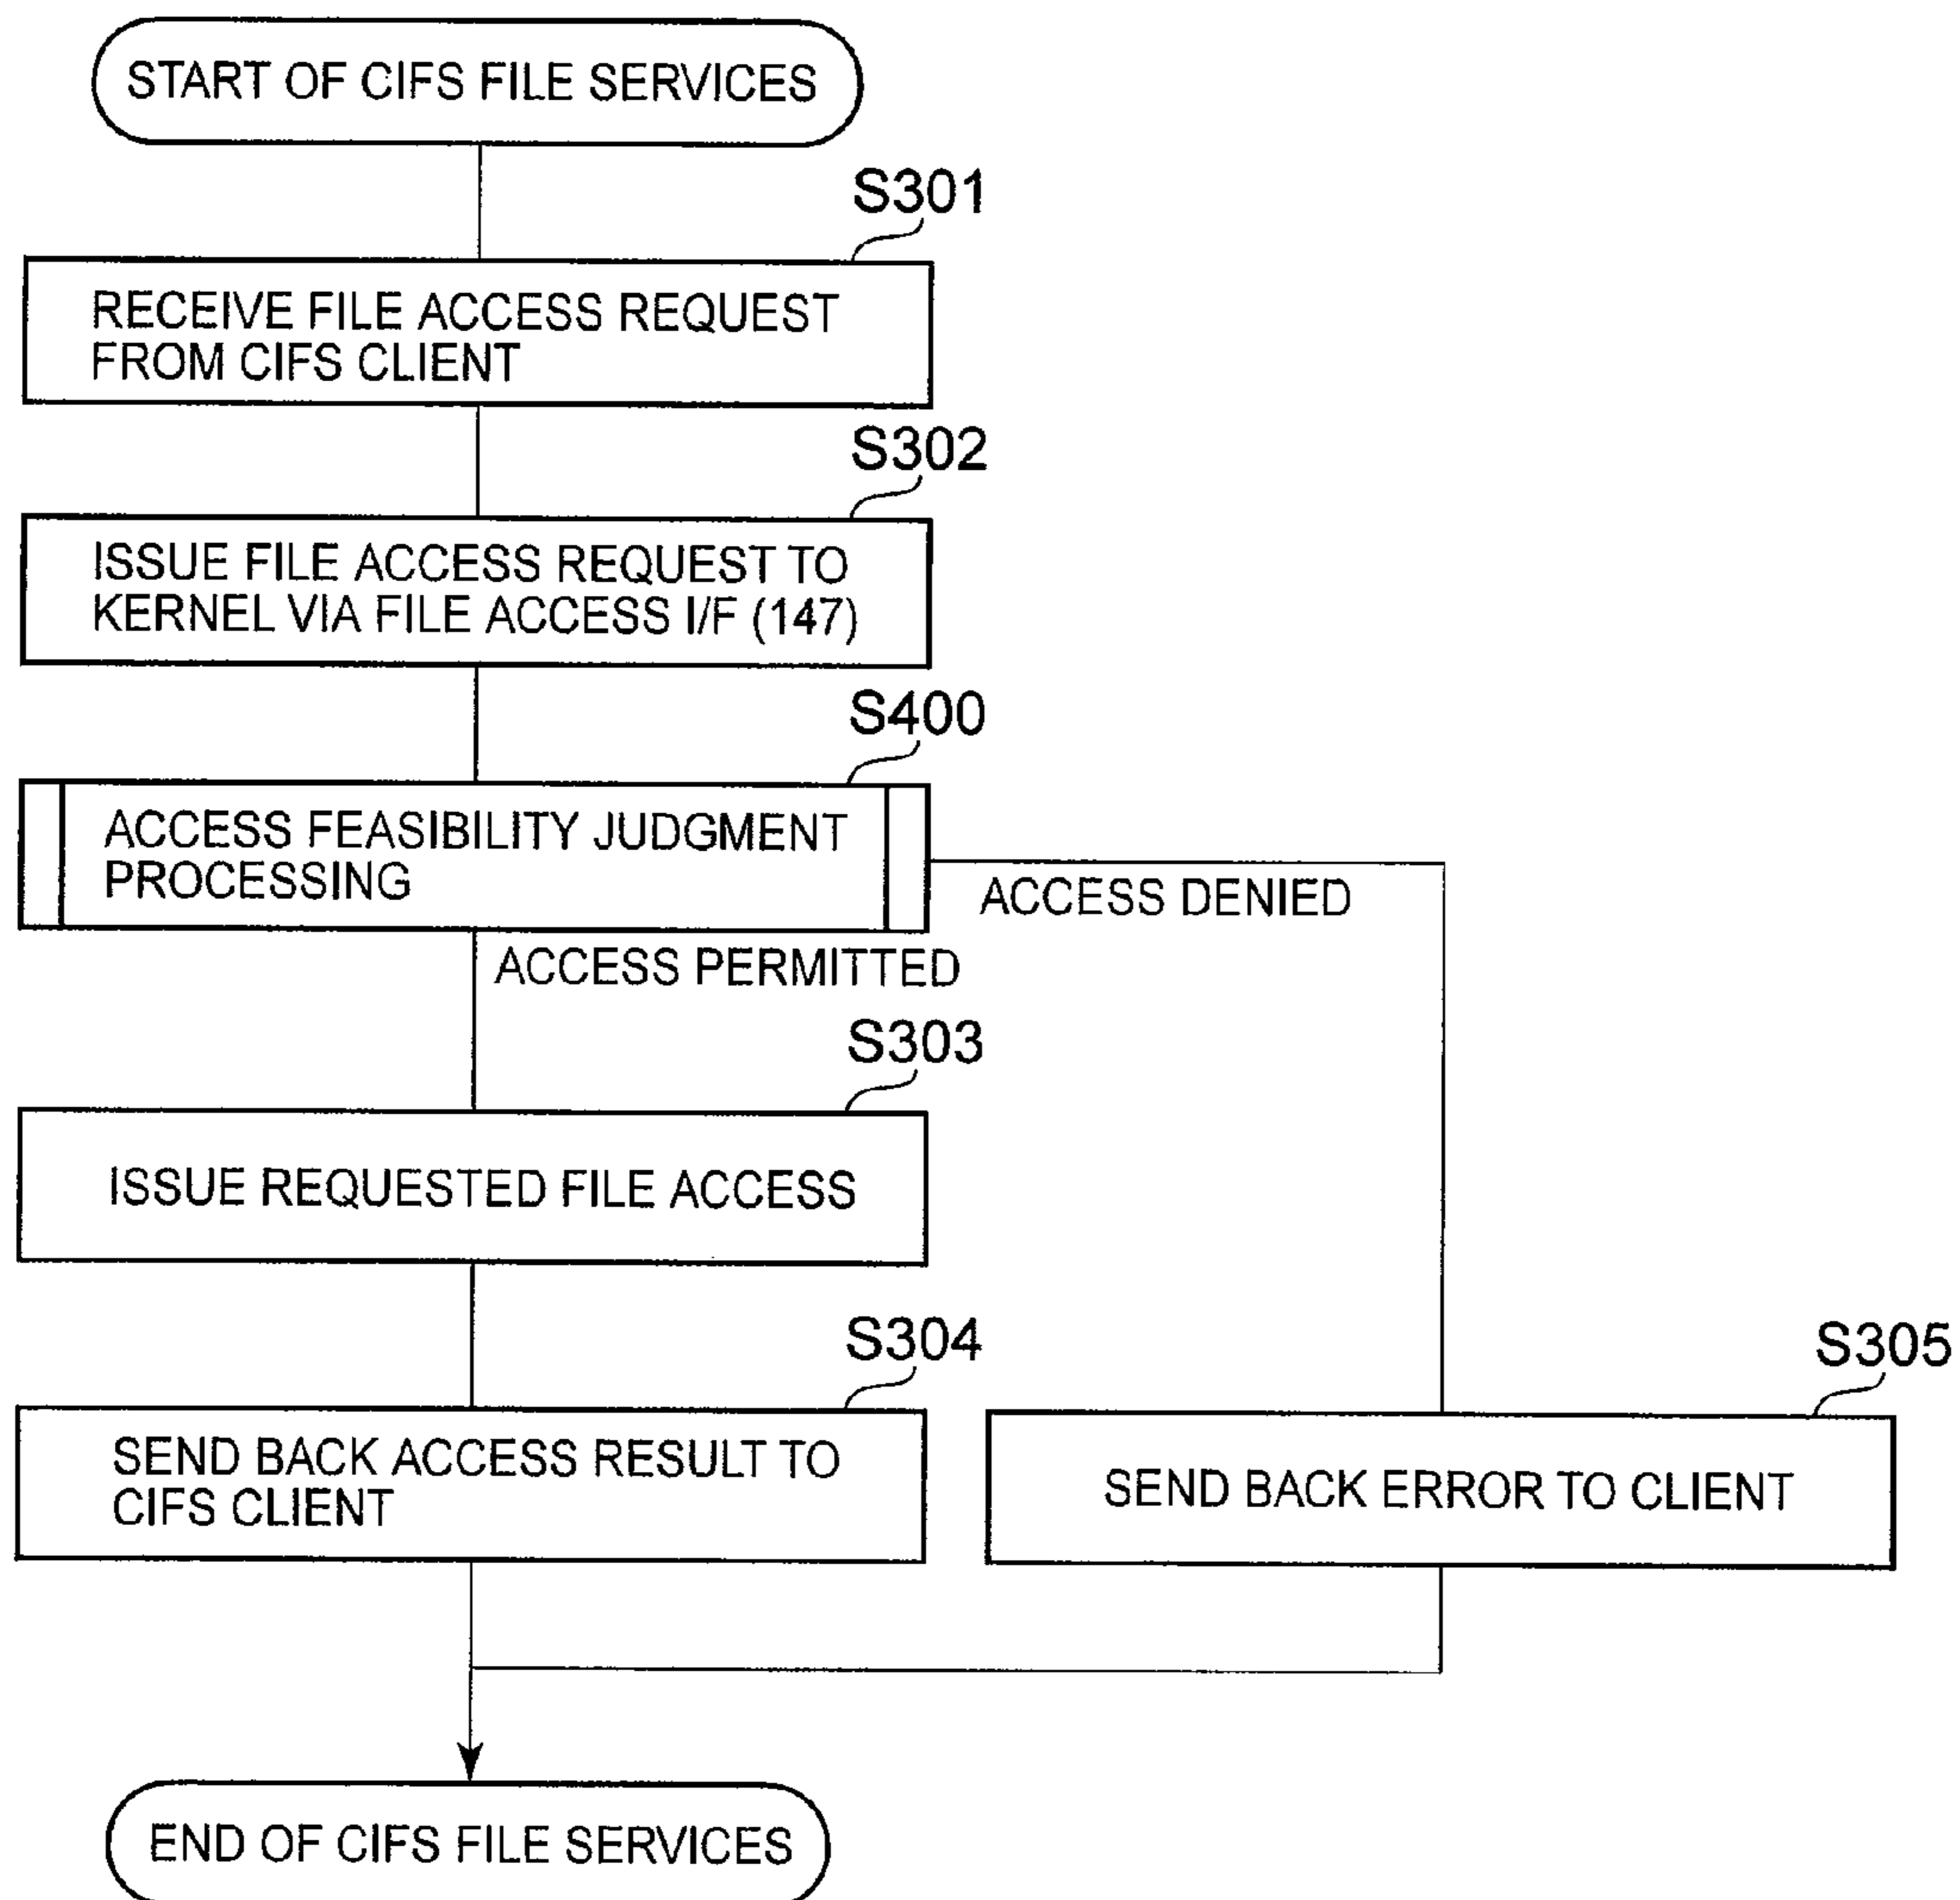 START OF CIFS FILE SERVICES
S301
RECEIVE FILE ACCESS REQUEST
FROM CIFS CLIENT
S302
ISSUE FILE ACCESS REQUEST TO
KERNEL VIA FILE ACCESS I/F (147)
S400
ACCESS FEASIBILITY JUDGMENT
PROCESSING
ACCESS DENIED
ACCESS PERMITTED
S303
ISSUE REQUESTED FILE ACCESS
S304
SEND BACK ACCESS RESULT TO
CIFS CLIENT
S305
SEND BACK ERROR TO CLIENT
END OF CIFS FILE SERVICES